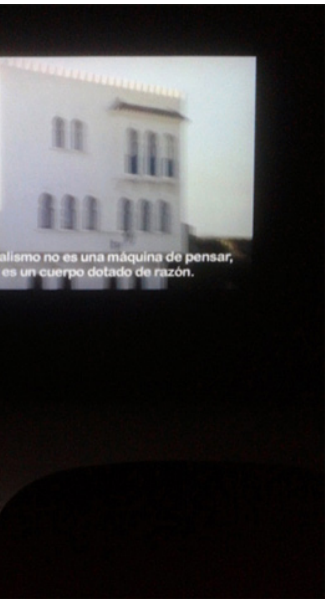 alismo no es una máquina de pensar,
es un cuerpo dotado de razón.